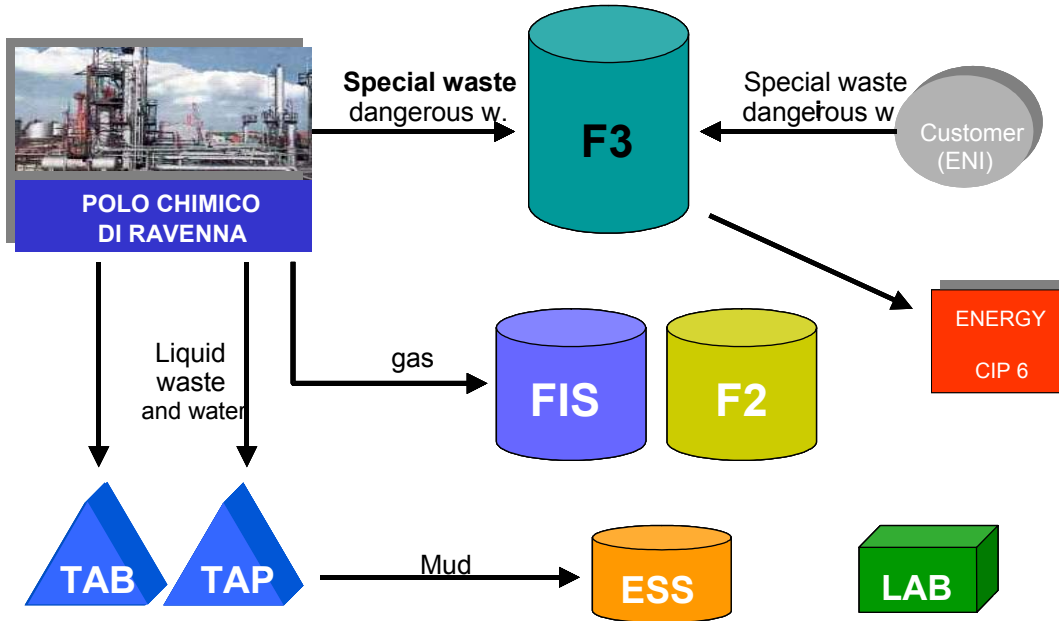 Special waste
dangerous w.
F3
Special waste
dangerous w
Customer
(ENI)
POLO CHIMICO
DI RAVENNA
ENERGY
CIP 6
Liquid
waste
and water
gas
FIS
F2
TAB
TAP
Mud
ESS
LAB